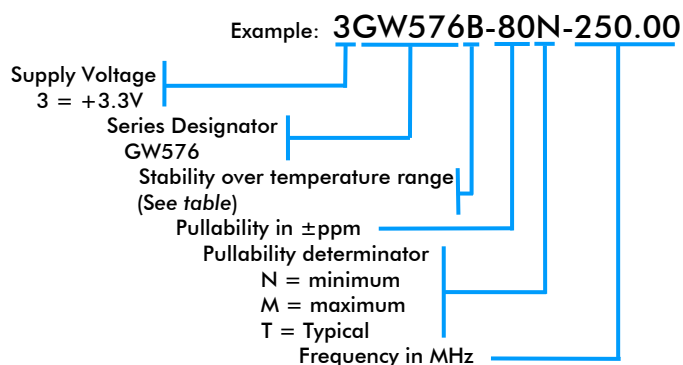 Example: 3GW576B-80N-250.00
Supply Voltage
3 = +3.3V
Series Designator
GW576
Stability over temperature range
(See table)
Pullability in ±ppm
Pullability determinator
N = minimum
M = maximum
T = Typical
Frequency in MHz